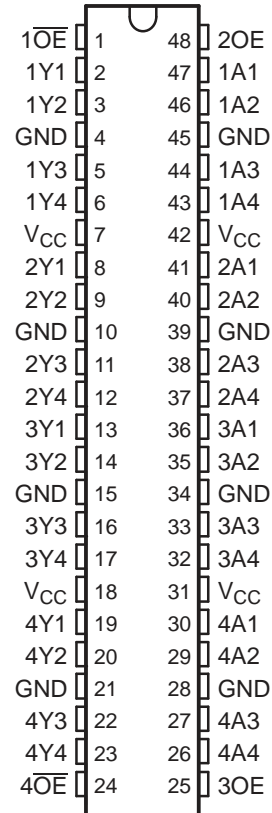 1O̅E̅ 1 48 2OE
1Y1 2 47 1A1
1Y2 3 46 1A2
GND 4 45 GND
1Y3 5 44 1A3
1Y4 6 43 1A4
VCC 7 42 VCC
2Y1 8 41 2A1
2Y2 9 40 2A2
GND 10 39 GND
2Y3 11 38 2A3
2Y4 12 37 2A4
3Y1 13 36 3A1
3Y2 14 35 3A2
GND 15 34 GND
3Y3 16 33 3A3
3Y4 17 32 3A4
VCC 18 31 VCC
4Y1 19 30 4A1
4Y2 20 29 4A2
GND 21 28 GND
4Y3 22 27 4A3
4Y4 23 26 4A4
4O̅E̅ 24 25 3OE